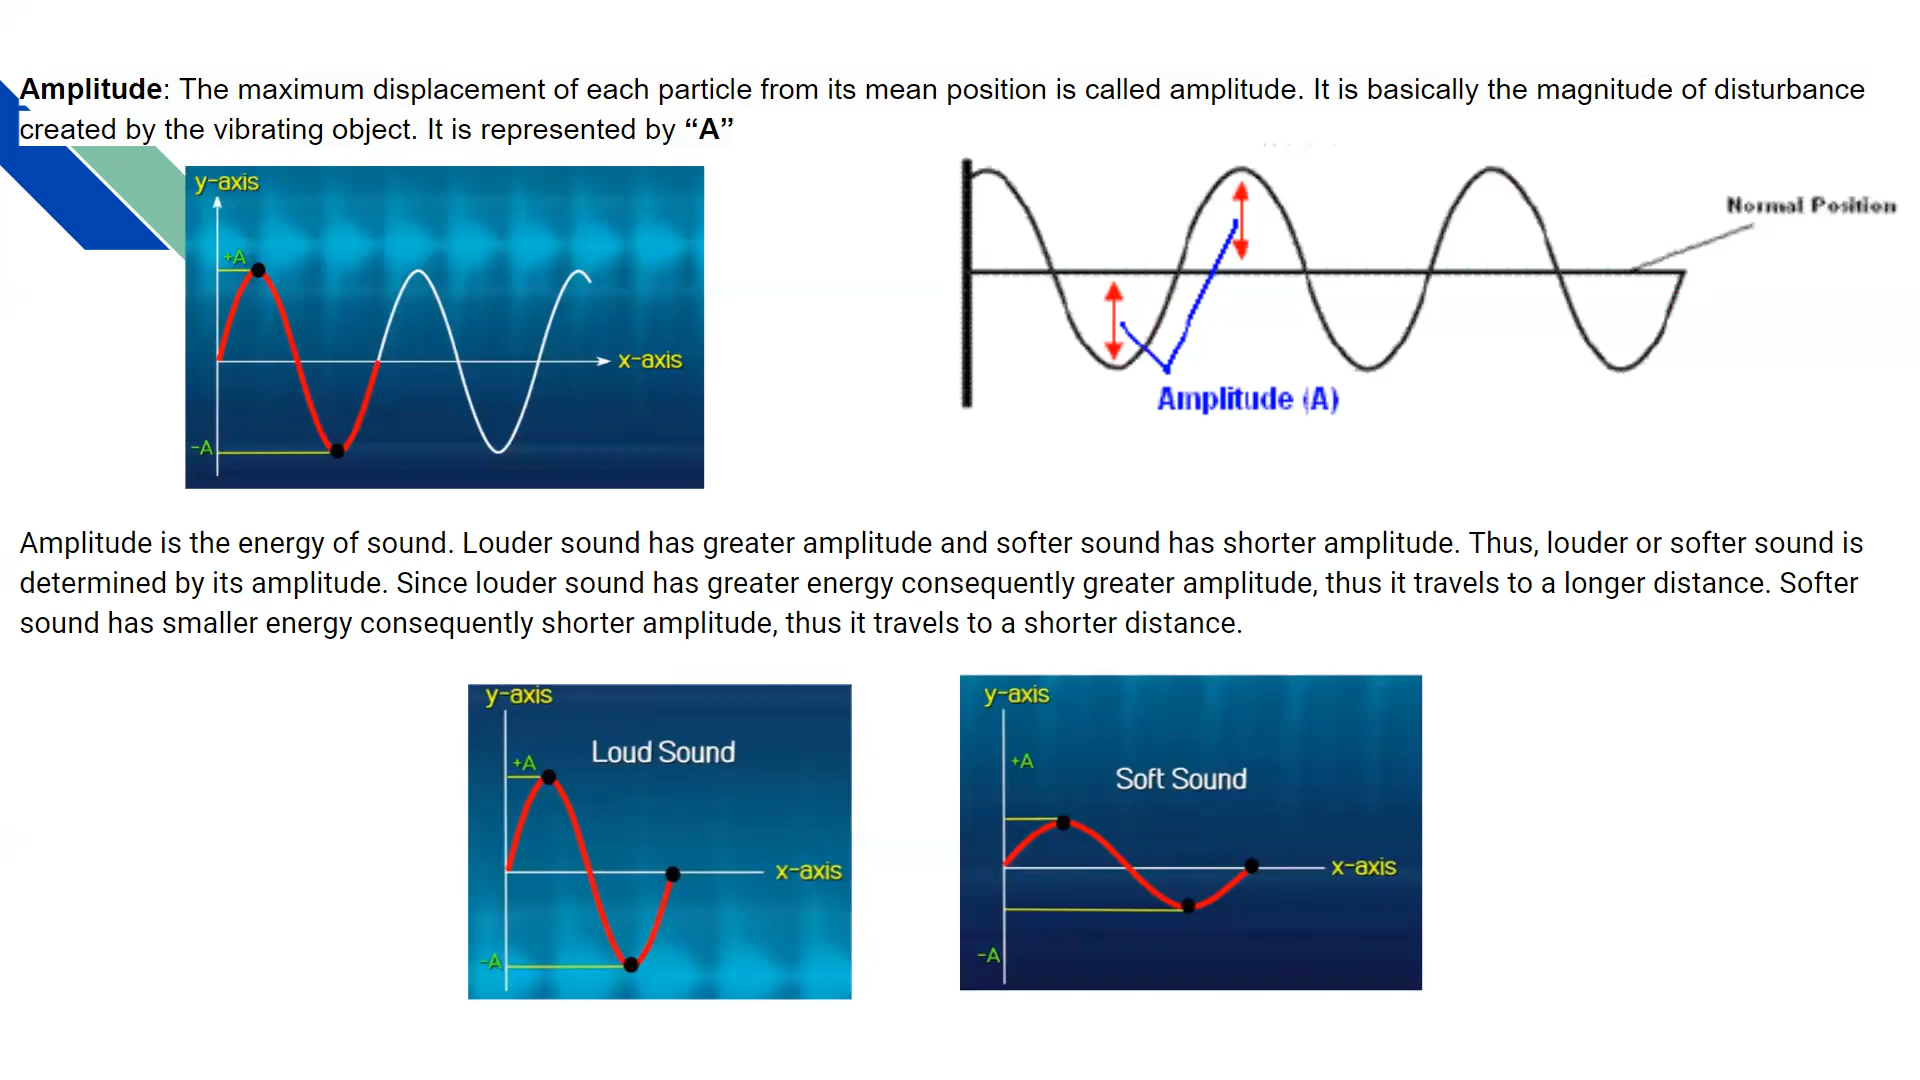 Amplitude: The maximum displacement of each particle from its mean position is called amplitude. It is basically the magnitude of disturbance
created by the vibrating object. It is represented by “A”
y-axis
+A
x-axis
-A
Normal Position
Amplitude (A)
Amplitude is the energy of sound. Louder sound has greater amplitude and softer sound has shorter amplitude. Thus, louder or softer sound is
determined by its amplitude. Since louder sound has greater energy consequently greater amplitude, thus it travels to a longer distance. Softer
sound has smaller energy consequently shorter amplitude, thus it travels to a shorter distance.
y-axis
Loud Sound
+A
x-axis
-A
y-axis
+A
Soft Sound
x-axis
-A